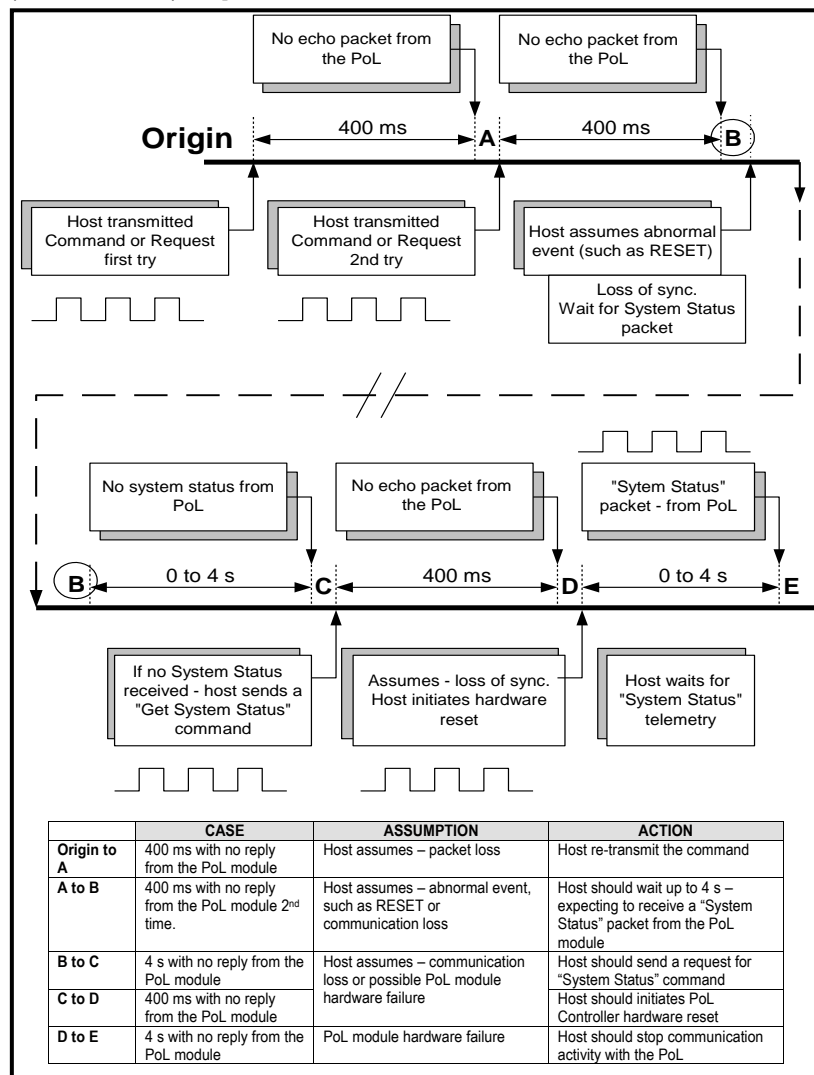 No echo packet from
the PoL
No echo packet from
the PoL
Origin
400 ms
A
400 ms
B
Host transmitted
Command or Request
first try
Host transmitted
Command or Request
2nd try
Host assumes abnormal
event (such as RESET)
Loss of sync.
Wait for System Status
packet
No system status from
PoL
No echo packet from
the PoL
"Sytem Status"
packet - from PoL
B
0 to 4 s
C
400 ms
D
0 to 4 s
E
If no System Status
received - host sends a
"Get System Status"
command
Assumes - loss of sync.
Host initiates hardware
reset
Host waits for
"System Status"
telemetry
CASE
ASSUMPTION
ACTION
Origin to
A
400 ms with no reply
from the PoL module
Host assumes – packet loss
Host re-transmit the command
A to B
400 ms with no reply
from the PoL module 2nd
time.
Host assumes – abnormal event,
such as RESET or
communication loss
Host should wait up to 4 s –
expecting to receive a “System
Status” packet from the PoL
module
B to C
4 s with no reply from the
PoL module
Host assumes – communication
loss or possible PoL module
hardware failure
Host should send a request for
“System Status” command
C to D
400 ms with no reply
from the PoL module
Host should initiates PoL
Controller hardware reset
D to E
4 s with no reply from the
PoL module
PoL module hardware failure
Host should stop communication
activity with the PoL